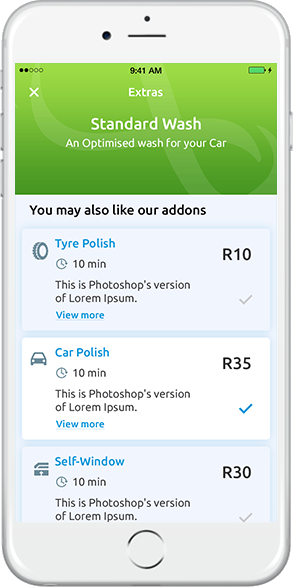 9:41 AM
Extras
Standard Wash
An Optimised wash for your Car
You may also like our addons
Tyre Polish
R10
10 min
This is Photoshop's version
of Lorem Ipsum.
View more
Car Polish
R35
10 min
This is Photoshop's version
of Lorem Ipsum.
View more
Self-Window
R30
10 min
This is Photoshop's version
of Lorem Ipsum.